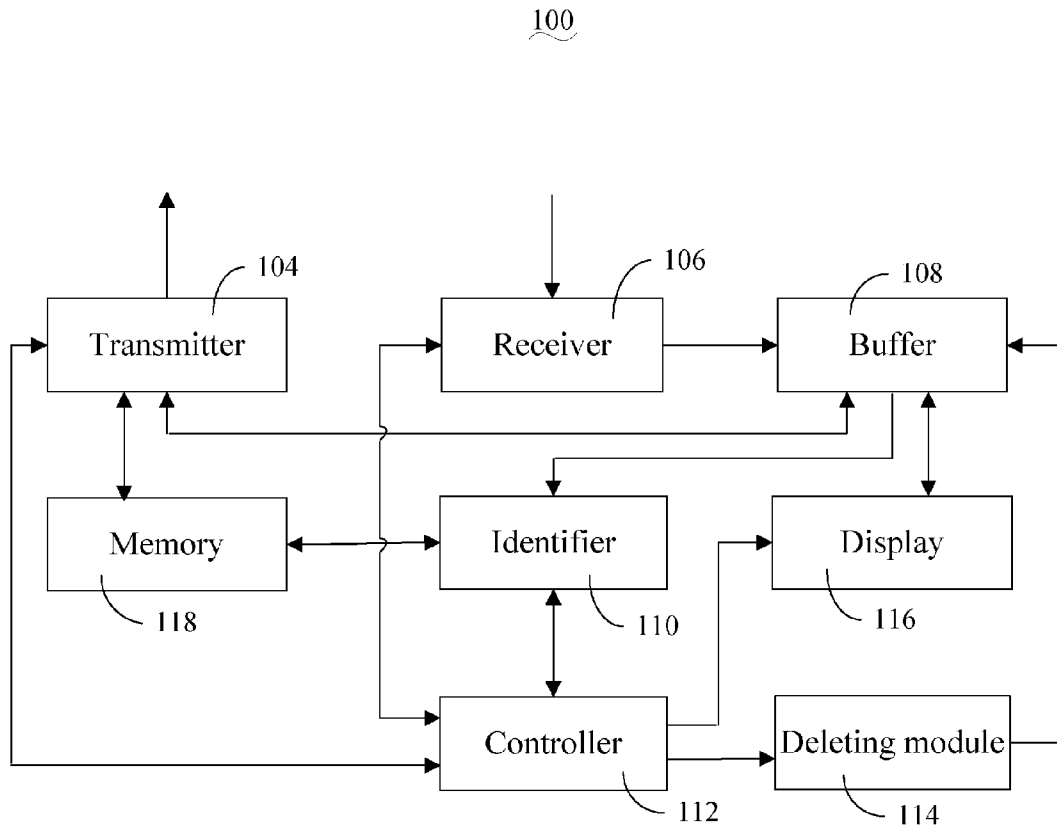 100
104
106
108
Transmitter
Receiver
Buffer
Memory
Identifier
Display
118
110
116
Controller
Deleting module
112
114